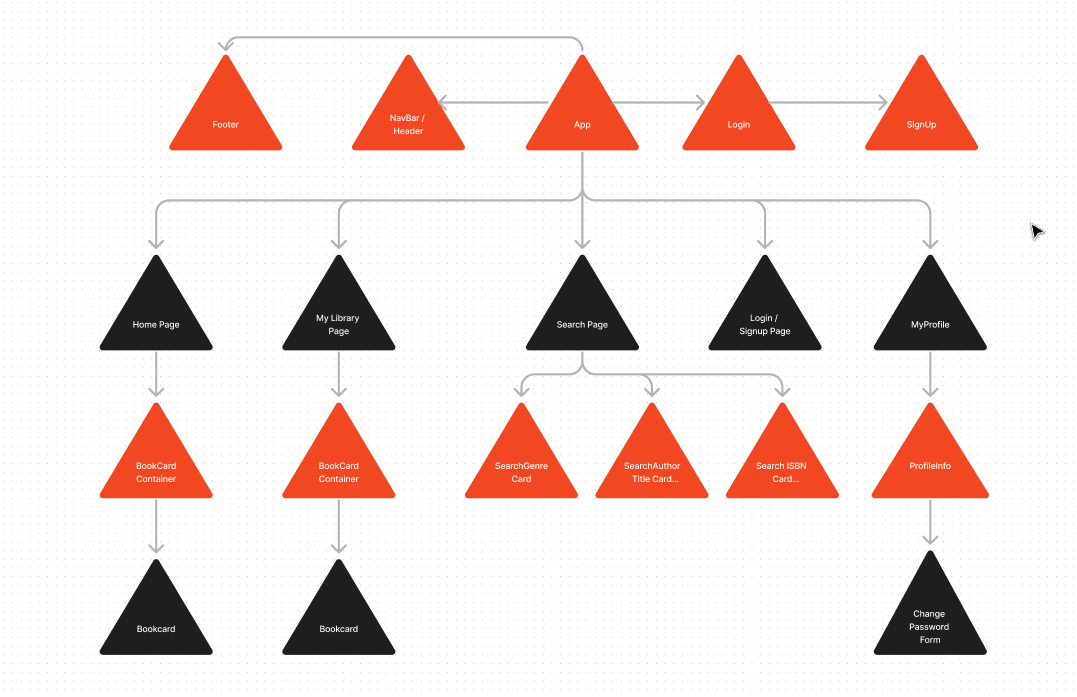 Footer
NavBar /
Header
App
Login
SignUp
Home Page
My Library
Page
Search Page
Login /
Signup Page
MyProfile
BookCard
Container
BookCard
Container
SearchGenre
Card
SearchAuthor
Title Card...
Search ISBN
Card...
ProfileInfo
Bookcard
Bookcard
Change
Password
Form